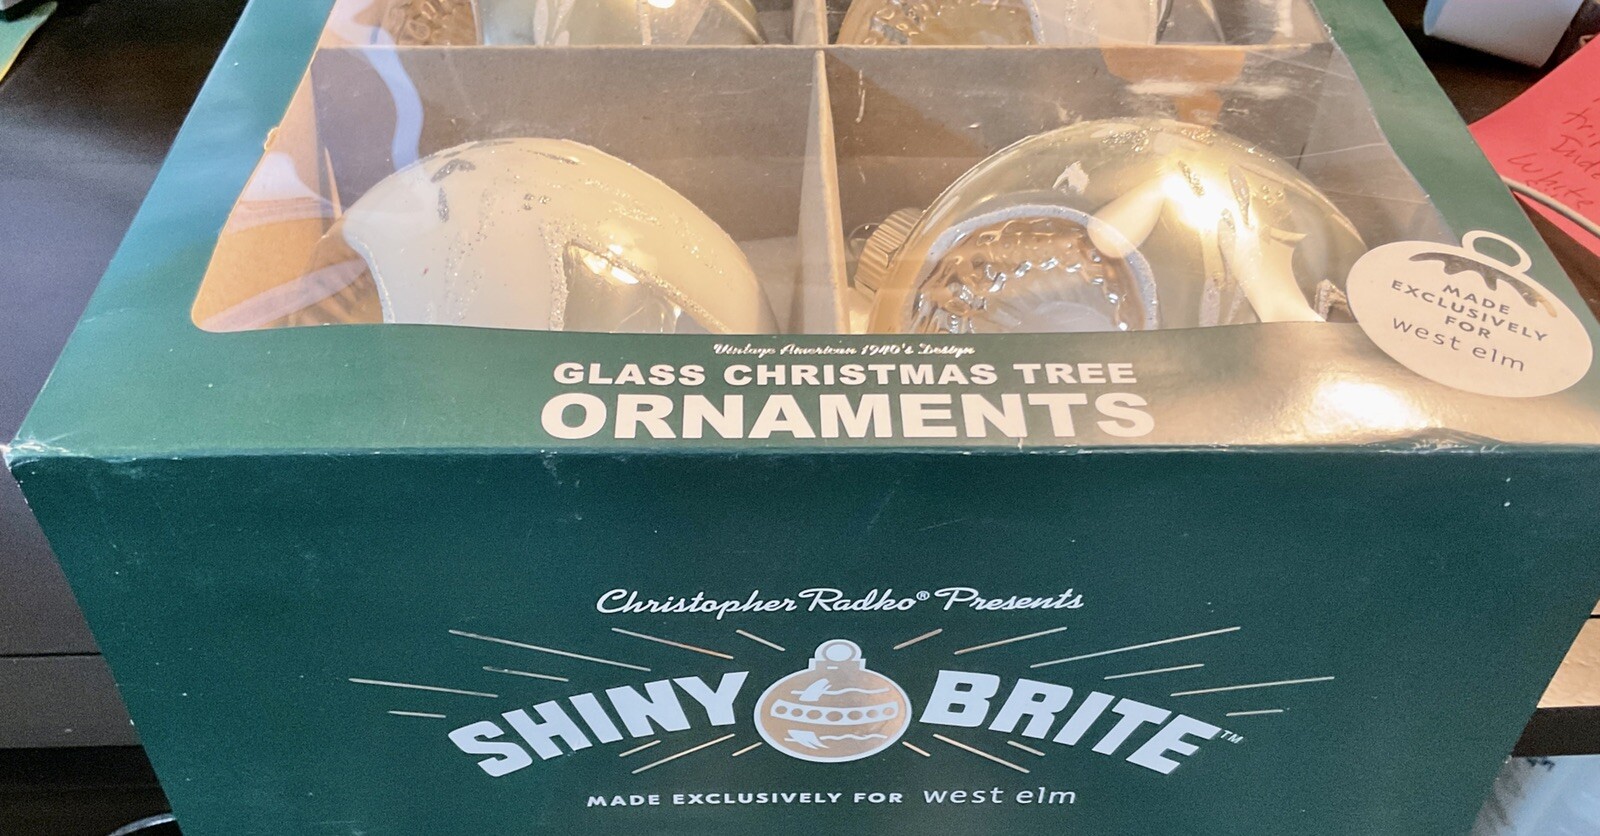 Vintage American 1940's Design
GLASS CHRISTMAS TREE
ORNAMENTS
MADE
EXCLUSIVELY
FOR
west elm
Christopher Radko® Presents
SHINY BRITE™
MADE EXCLUSIVELY FOR west elm
White